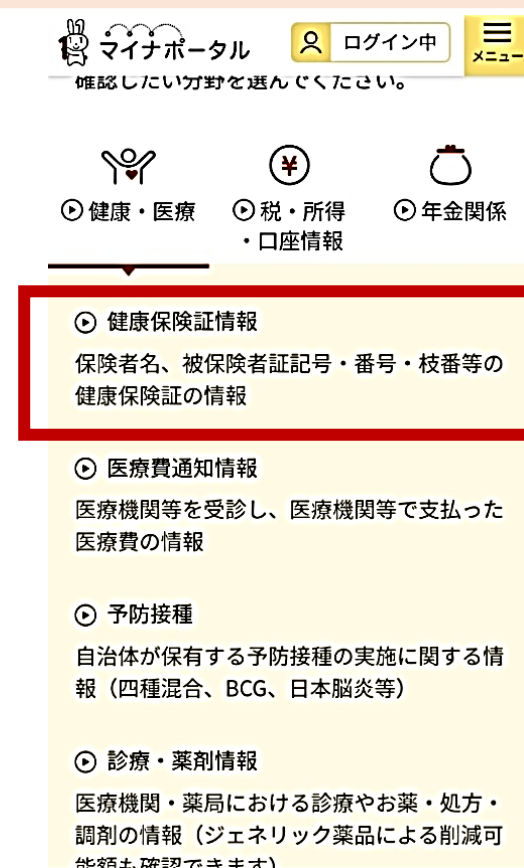 マイナポータル
ログイン中
メニュー
確認したい分野を選んでください。
健康・医療
税・所得
・口座情報
年金関係
健康保険証情報
保険者名、被保険者証記号・番号・枝番等の
健康保険証の情報
医療費通知情報
医療機関等を受診し、医療機関等で支払った
医療費の情報
予防接種
自治体が保有する予防接種の実施に関する情
報（四種混合、BCG、日本脳炎等）
診療・薬剤情報
医療機関・薬局における診療やお薬・処方・
調剤の情報（ジェネリック薬品による削減可
能額も確認できます）